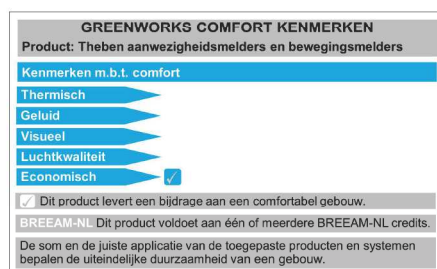 GREENWORKS COMFORT KENMERKEN
Product: Theben aanwezigheidsmelders en bewegingsmelders
Kenmerken m.b.t. comfort
Thermisch
Geluid
Visueel
Luchtkwaliteit
Economisch
Dit product levert een bijdrage aan een comfortabel gebouw.
BREEAM-NL Dit product voldoet aan één of meerdere BREEAM-NL credits.
De som en de juiste applicatie van de toegepaste producten en systemen
bepalen de uiteindelijke duurzaamheid van een gebouw.